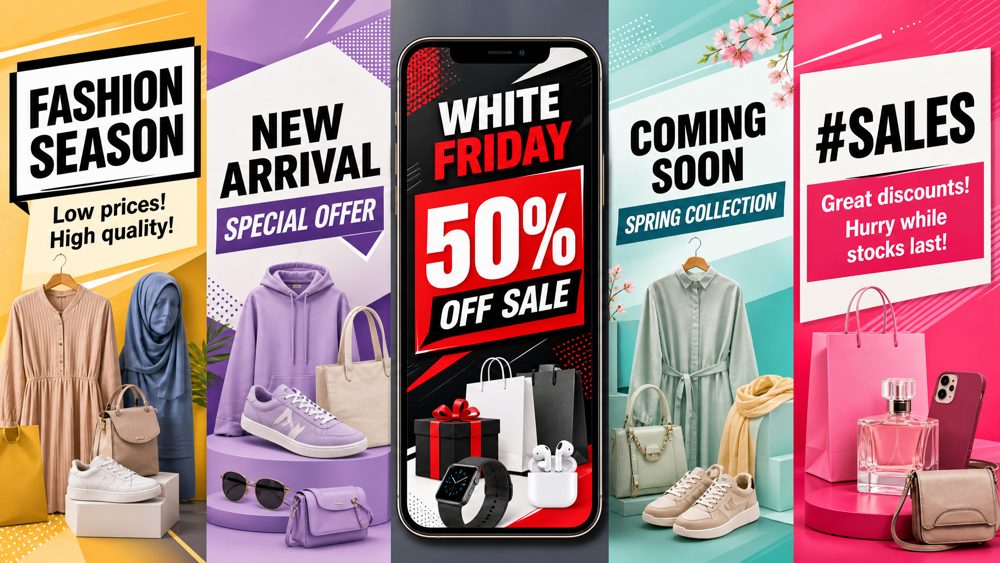 FASHION
SEASON
Low prices!
High quality!
NEW
ARRIVAL
SPECIAL OFFER
WHITE
FRIDAY
50%
OFF SALE
COMING
SOON
SPRING COLLECTION
#SALES
Great discounts!
Hurry while
stocks last!